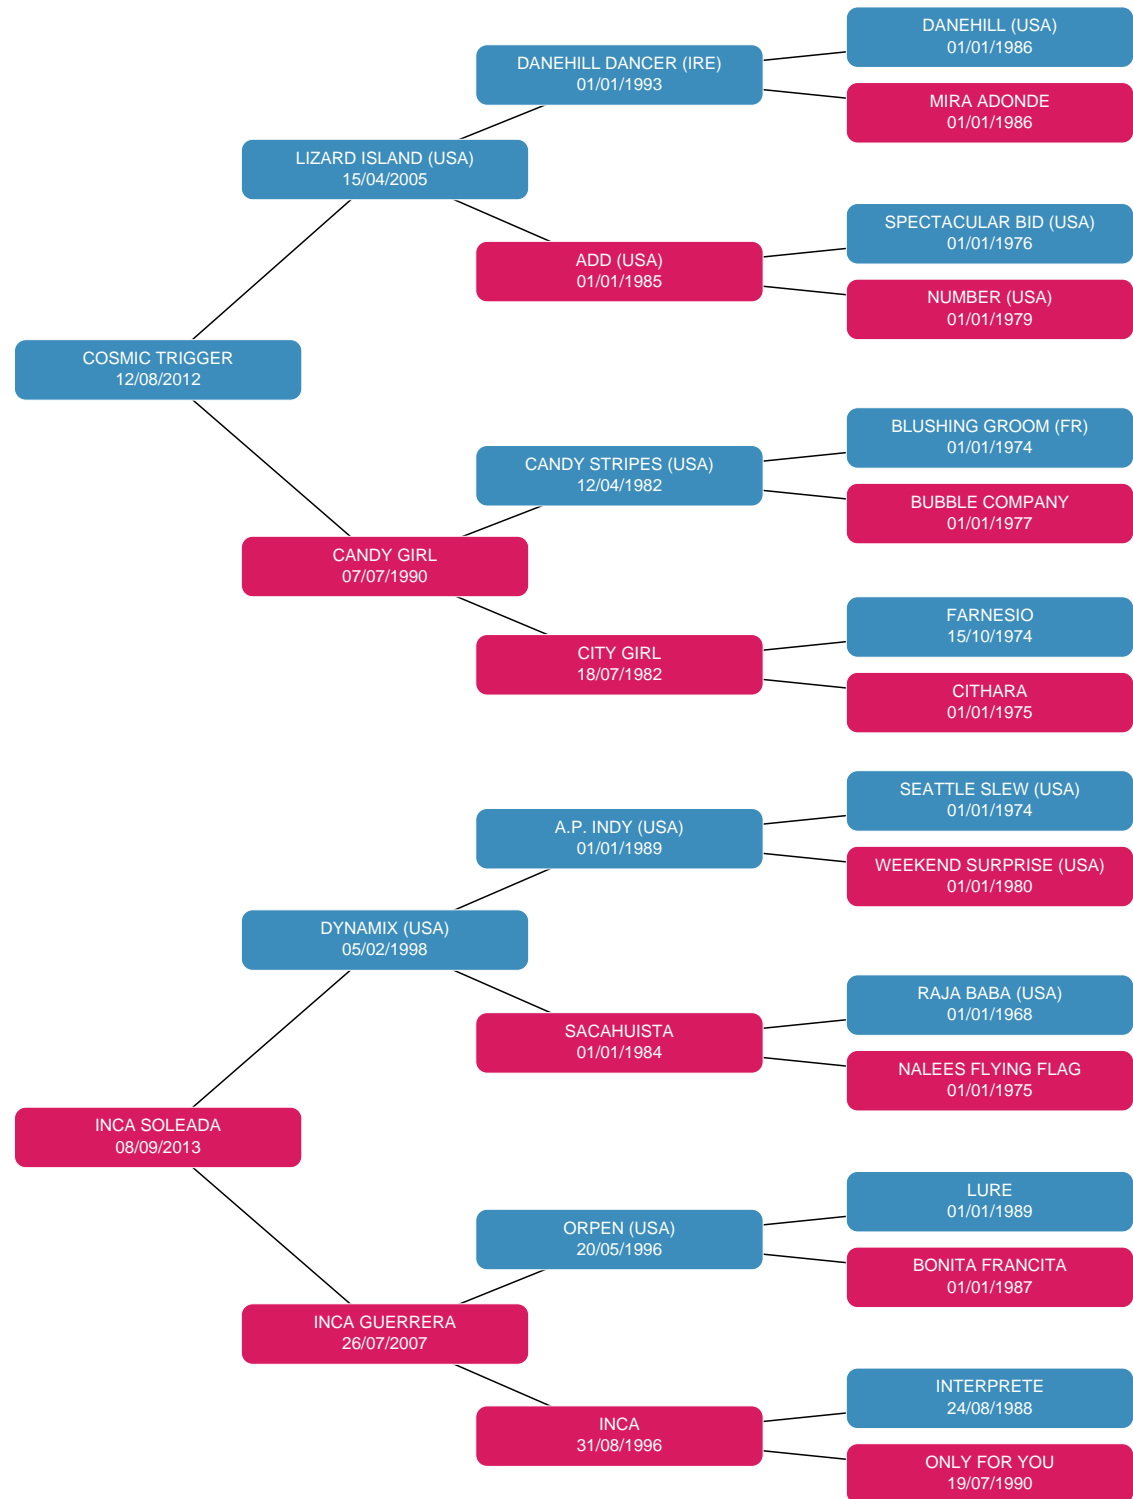 DANEHILL (USA)
01/01/1986
DANEHILL DANCER (IRE)
01/01/1993
MIRA ADONDE
01/01/1986
LIZARD ISLAND (USA)
15/04/2005
SPECTACULAR BID (USA)
01/01/1976
ADD (USA)
01/01/1985
NUMBER (USA)
01/01/1979
COSMIC TRIGGER
12/08/2012
BLUSHING GROOM (FR)
01/01/1974
CANDY STRIPES (USA)
12/04/1982
BUBBLE COMPANY
01/01/1977
CANDY GIRL
07/07/1990
FARNESIO
15/10/1974
CITY GIRL
18/07/1982
CITHARA
01/01/1975
SEATTLE SLEW (USA)
01/01/1974
A.P. INDY (USA)
01/01/1989
WEEKEND SURPRISE (USA)
01/01/1980
DYNAMIX (USA)
05/02/1998
RAJA BABA (USA)
01/01/1968
SACAHUISTA
01/01/1984
NALEES FLYING FLAG
01/01/1975
INCA SOLEADA
08/09/2013
LURE
01/01/1989
ORPEN (USA)
20/05/1996
BONITA FRANCITA
01/01/1987
INCA GUERRERA
26/07/2007
INTERPRETE
24/08/1988
INCA
31/08/1996
ONLY FOR YOU
19/07/1990